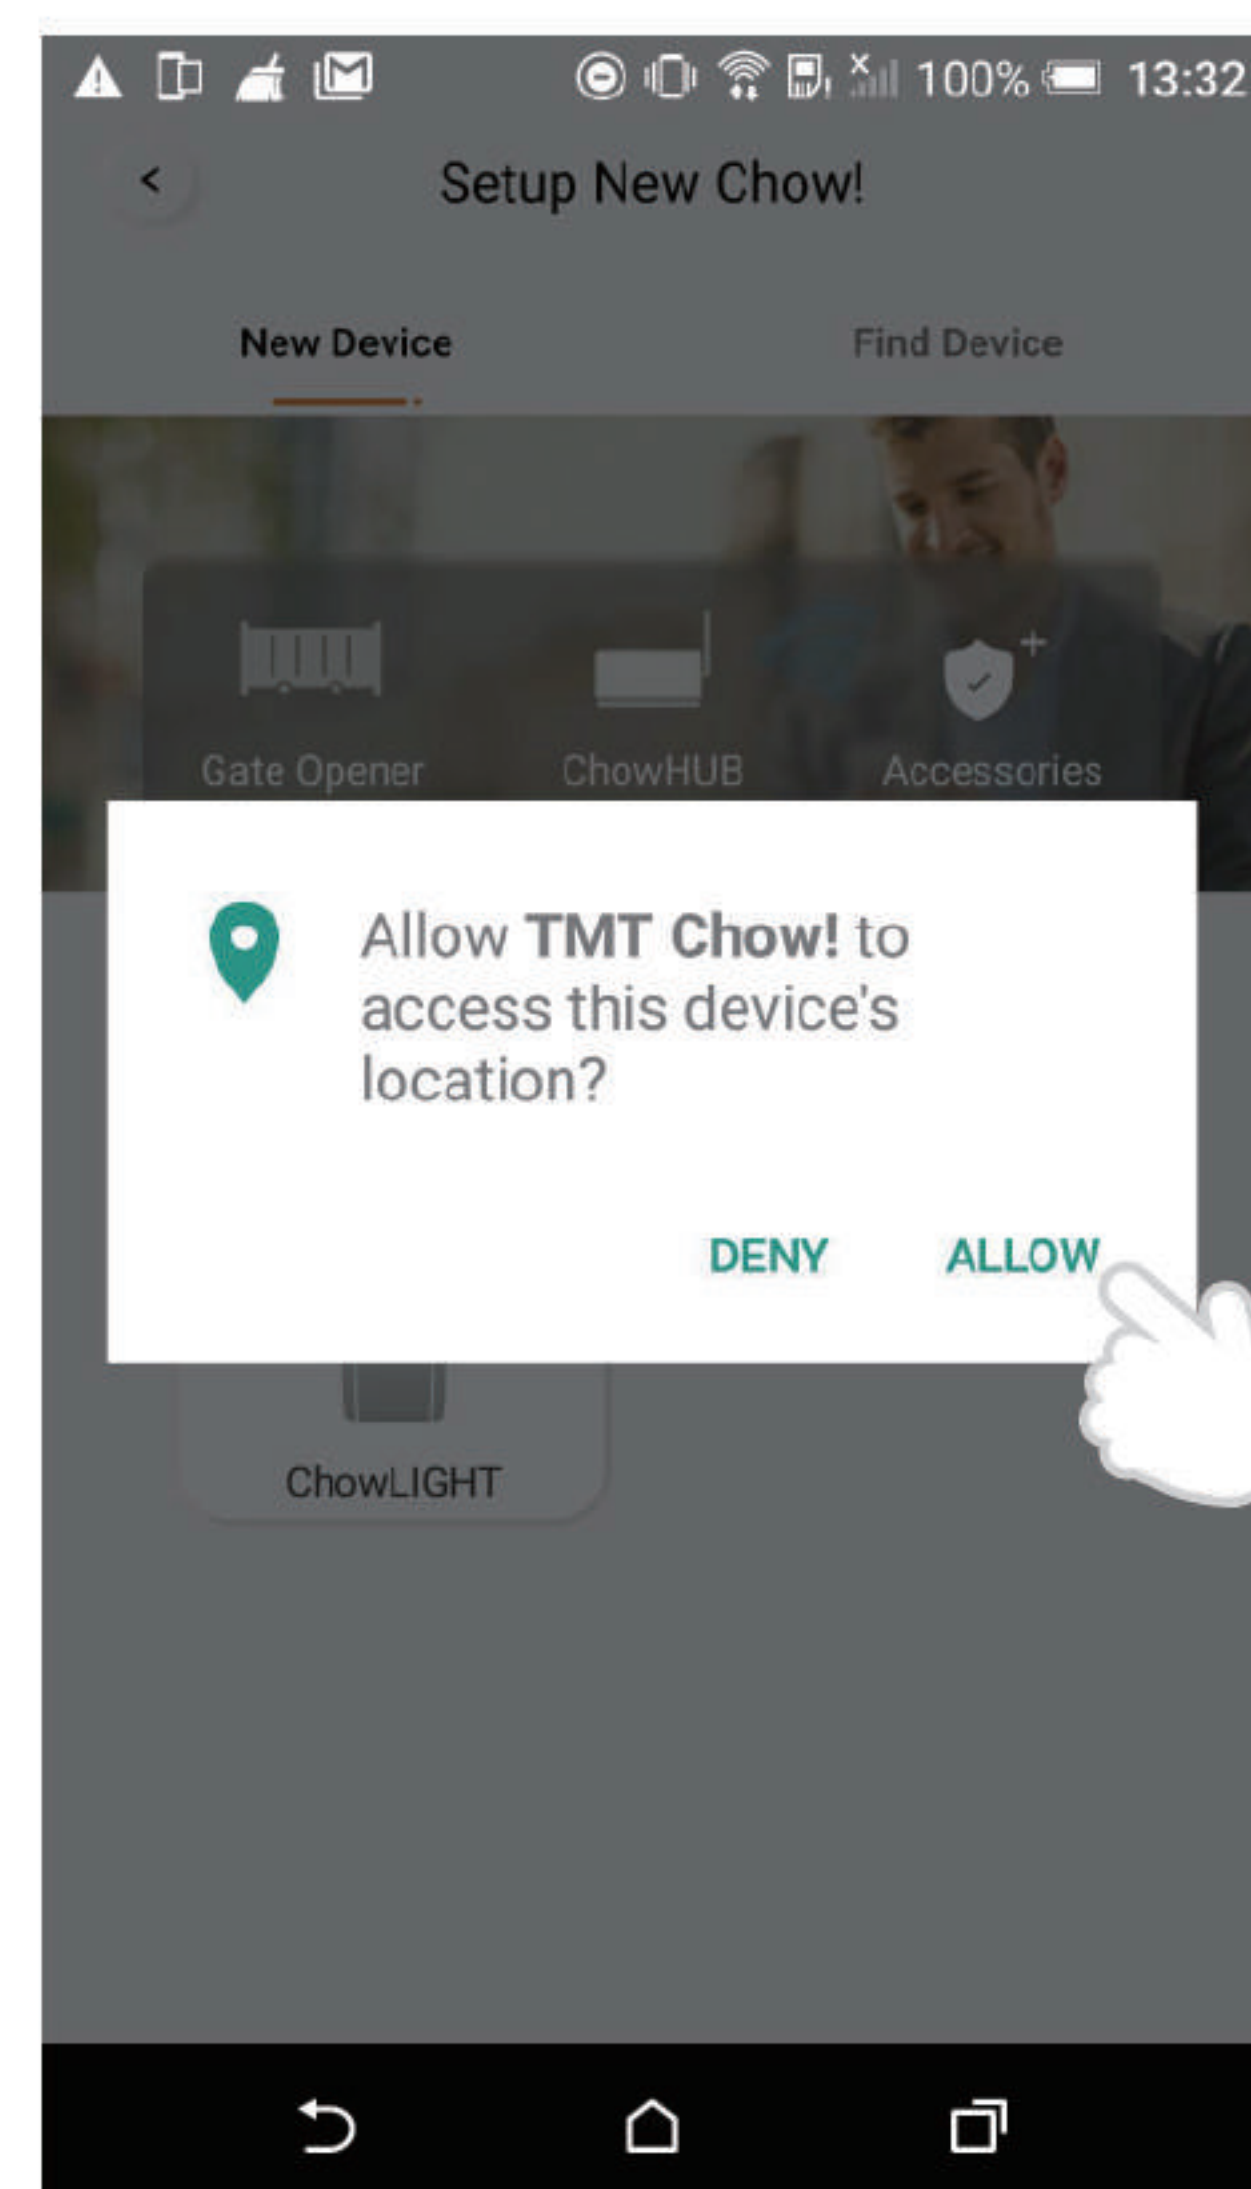 100% 13:32
<
Setup New Chow!
New Device
Find Device
Gate Opener
ChowHUB
Accessories
Allow TMT Chow! to
access this device's
location?
DENY
ALLOW
ChowLIGHT